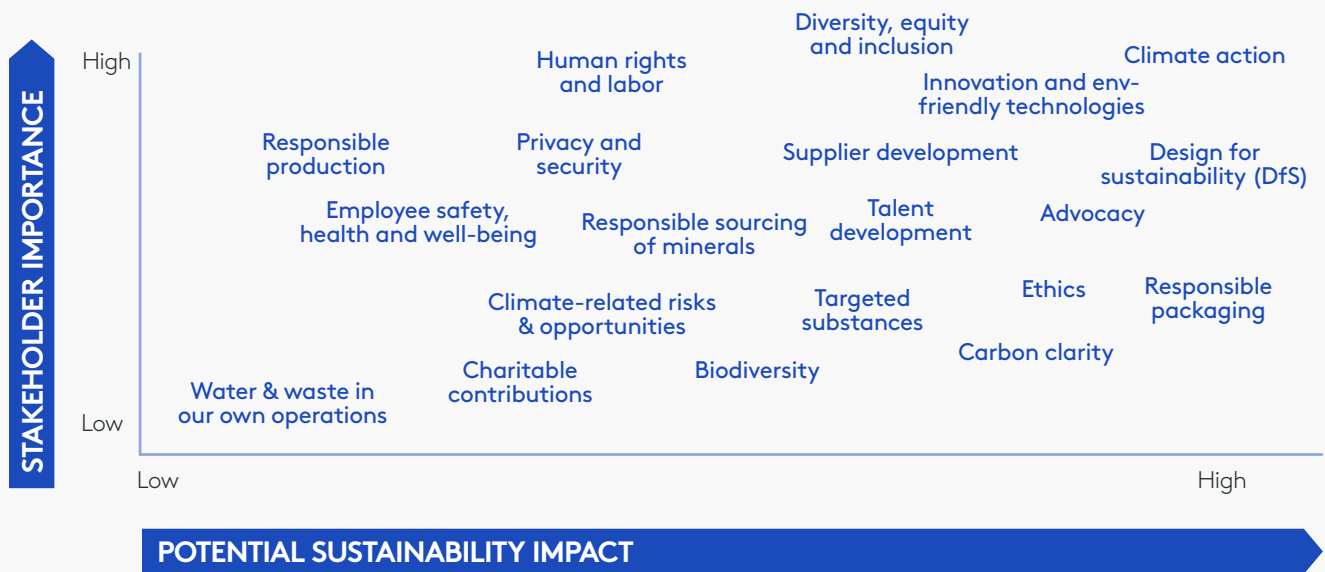 STAKEHOLDER IMPORTANCE
High
Low
Diversity, equity
and inclusion
Human rights
and labor
Climate action
Innovation and env-
friendly technologies
Responsible
production
Privacy and
security
Supplier development
Design for
sustainability (DfS)
Employee safety,
health and well-being
Responsible sourcing
of minerals
Talent
development
Advocacy
Climate-related risks
& opportunities
Targeted
substances
Ethics
Responsible
packaging
Carbon clarity
Charitable
contributions
Biodiversity
Water & waste in
our own operations
Low
High
POTENTIAL SUSTAINABILITY IMPACT